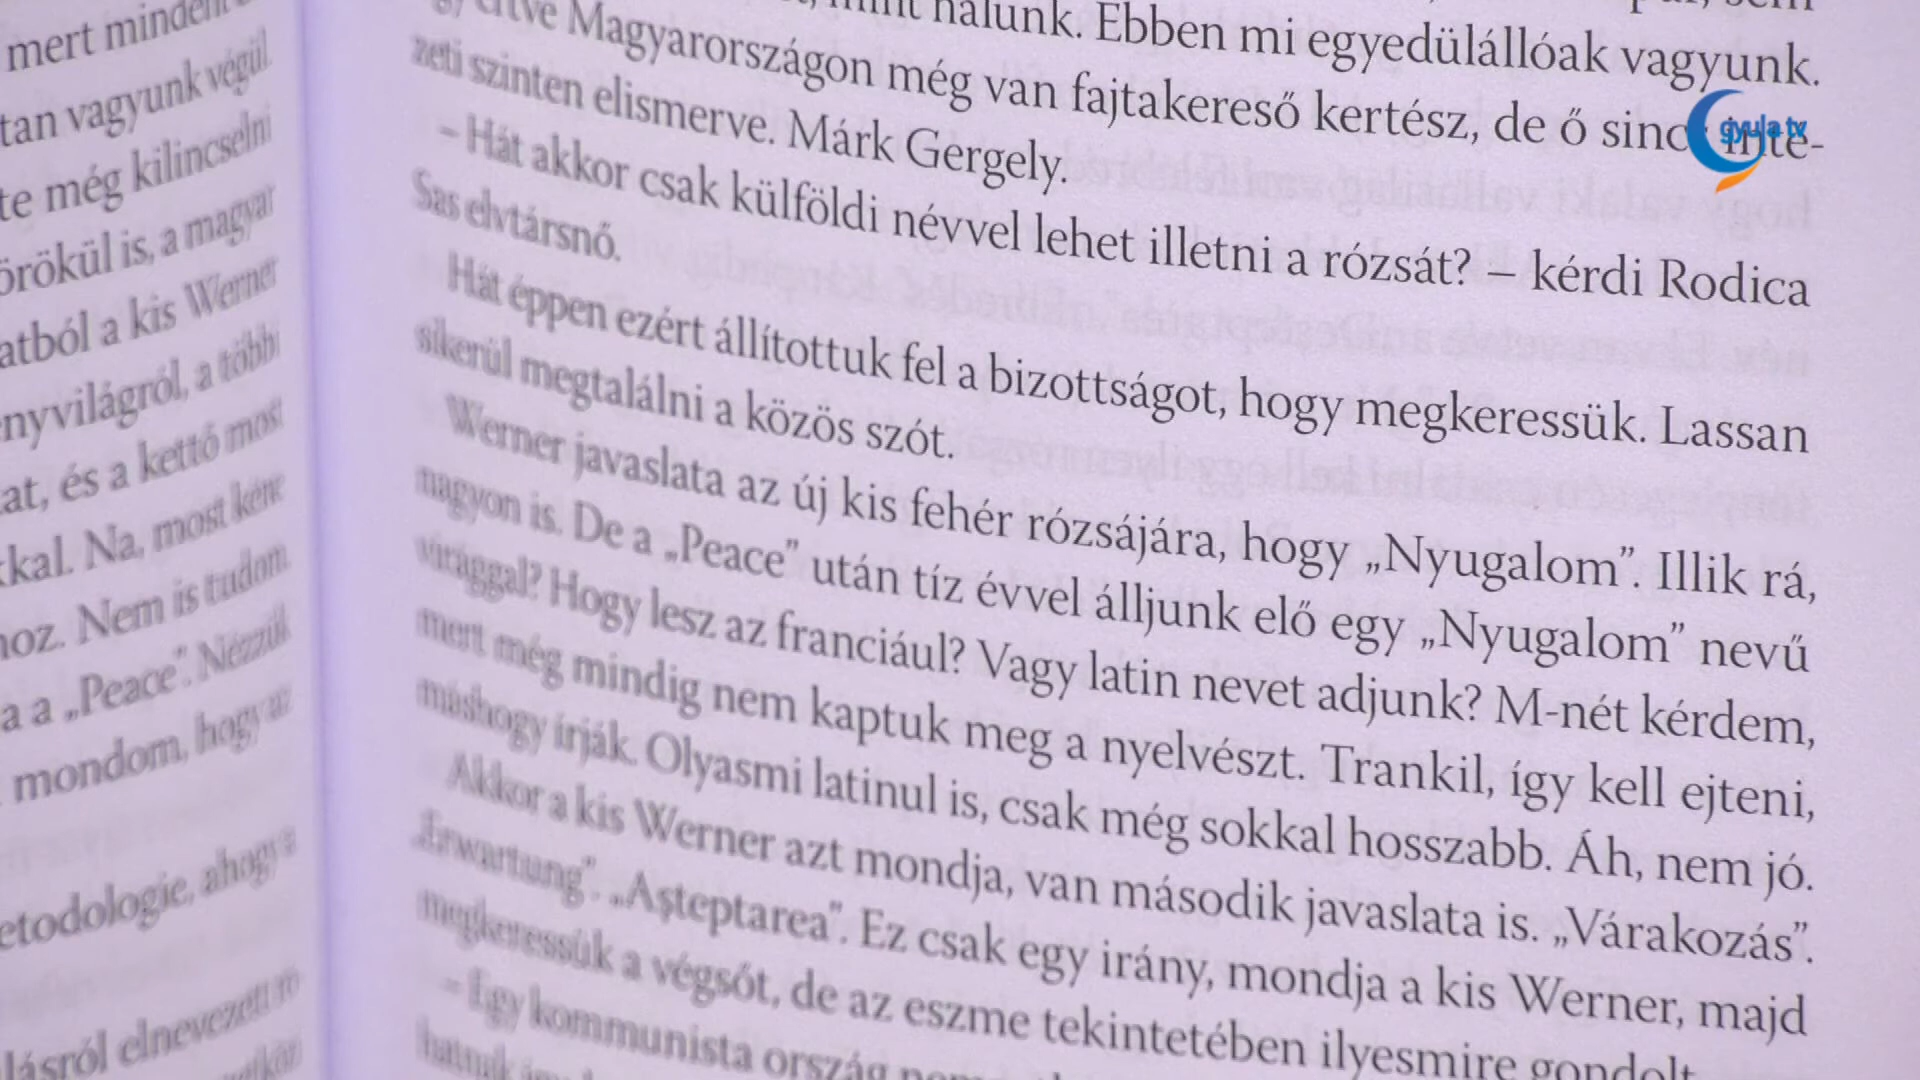 mert minden
tan vagyunk végül
te még kilincselni
örökül is, a magyar
atból a kis Werner
nyvilágról, a többi
at, és a kettő most
kkal. Na, most kérc
hoz. Nem is tudom
a a „Peace”. Nézzük
mondom, hogy az
etodologie, ahogy a
lásról elnevezett ró
mint nálunk. Ebben mi egyedülállóak vagyunk.
Magyarországon még van fajtakereső kertész, de ő sinc inté-
zeti szinten elismerve. Márk Gergely.
– Hát akkor csak külföldi névvel lehet illetni a rózsát? – kérdi Rodica
Sas elvtársnő.
Hát éppen ezért állítottuk fel a bizottságot, hogy megkeressük. Lassan
sikerül megtalálni a közös szót.
Werner javaslata az új kis fehér rózsájára, hogy „Nyugalom”. Illik rá,
nagyon is. De a „Peace” után tíz évvel álljunk elő egy „Nyugalom” nevű
virággal? Hogy lesz az franciául? Vagy latin nevet adjunk? M-nét kérdem,
mert még mindig nem kaptuk meg a nyelvészt. Trankil, így kell ejteni,
máshogy írják. Olyasmi latinul is, csak még sokkal hosszabb. Áh, nem jó.
Akkor a kis Werner azt mondja, van második javaslata is. „Várakozás”.
„Erwartung”. „Așteptarea”. Ez csak egy irány, mondja a kis Werner, majd
megkeressük a végsőt, de az eszme tekintetében ilyesmire gondolt.
– Egy kommunista ország
gyula tv